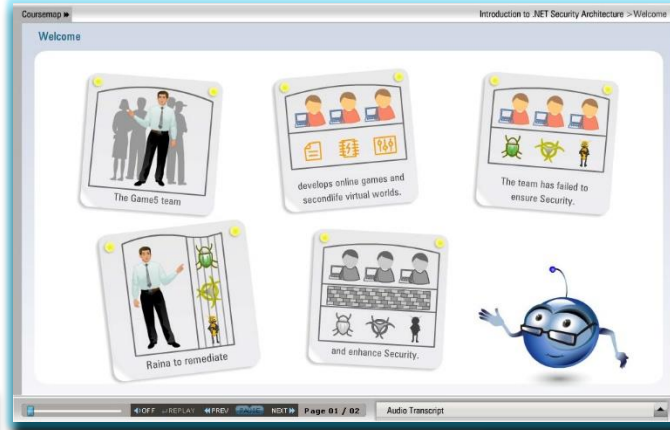 Coursemap
Introduction to .NET Security Architecture > Welcome
Welcome
The Game5 team
develops online games and
secondlife virtual worlds.
The team has failed to
ensure Security.
Raina to remediate
and enhance Security.
OFF REPLAY PREV NEXT Page 01 / 02 Audio Transcript